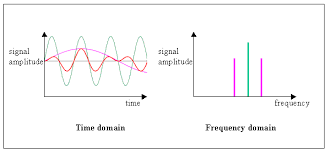 signal
amplitude
time
Time domain
signal
amplitude
frequency
Frequency domain